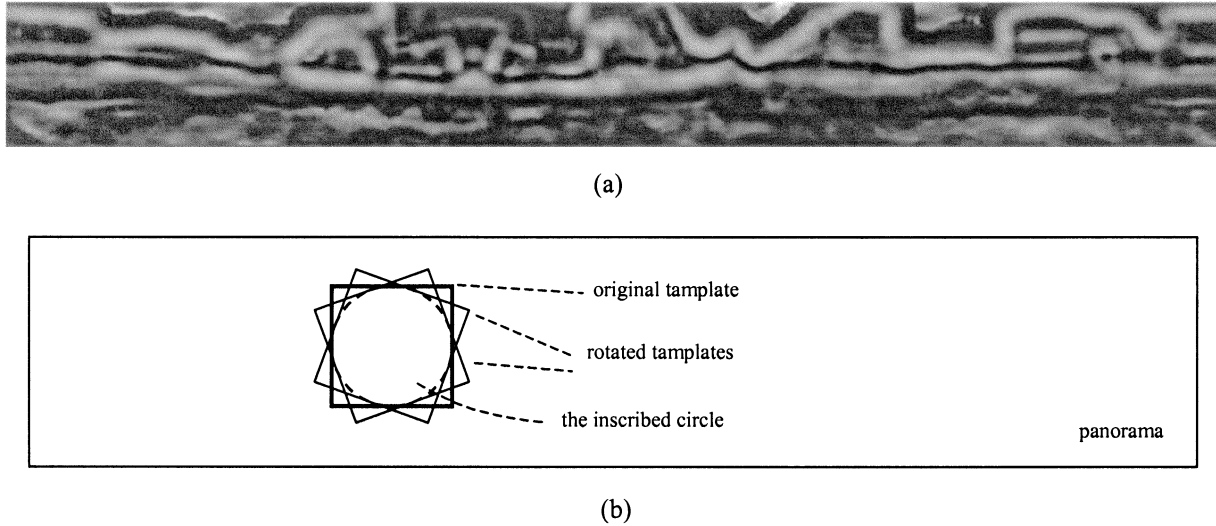 (a)
original tamplate
rotated tamplates
the inscribed circle
panorama
(b)